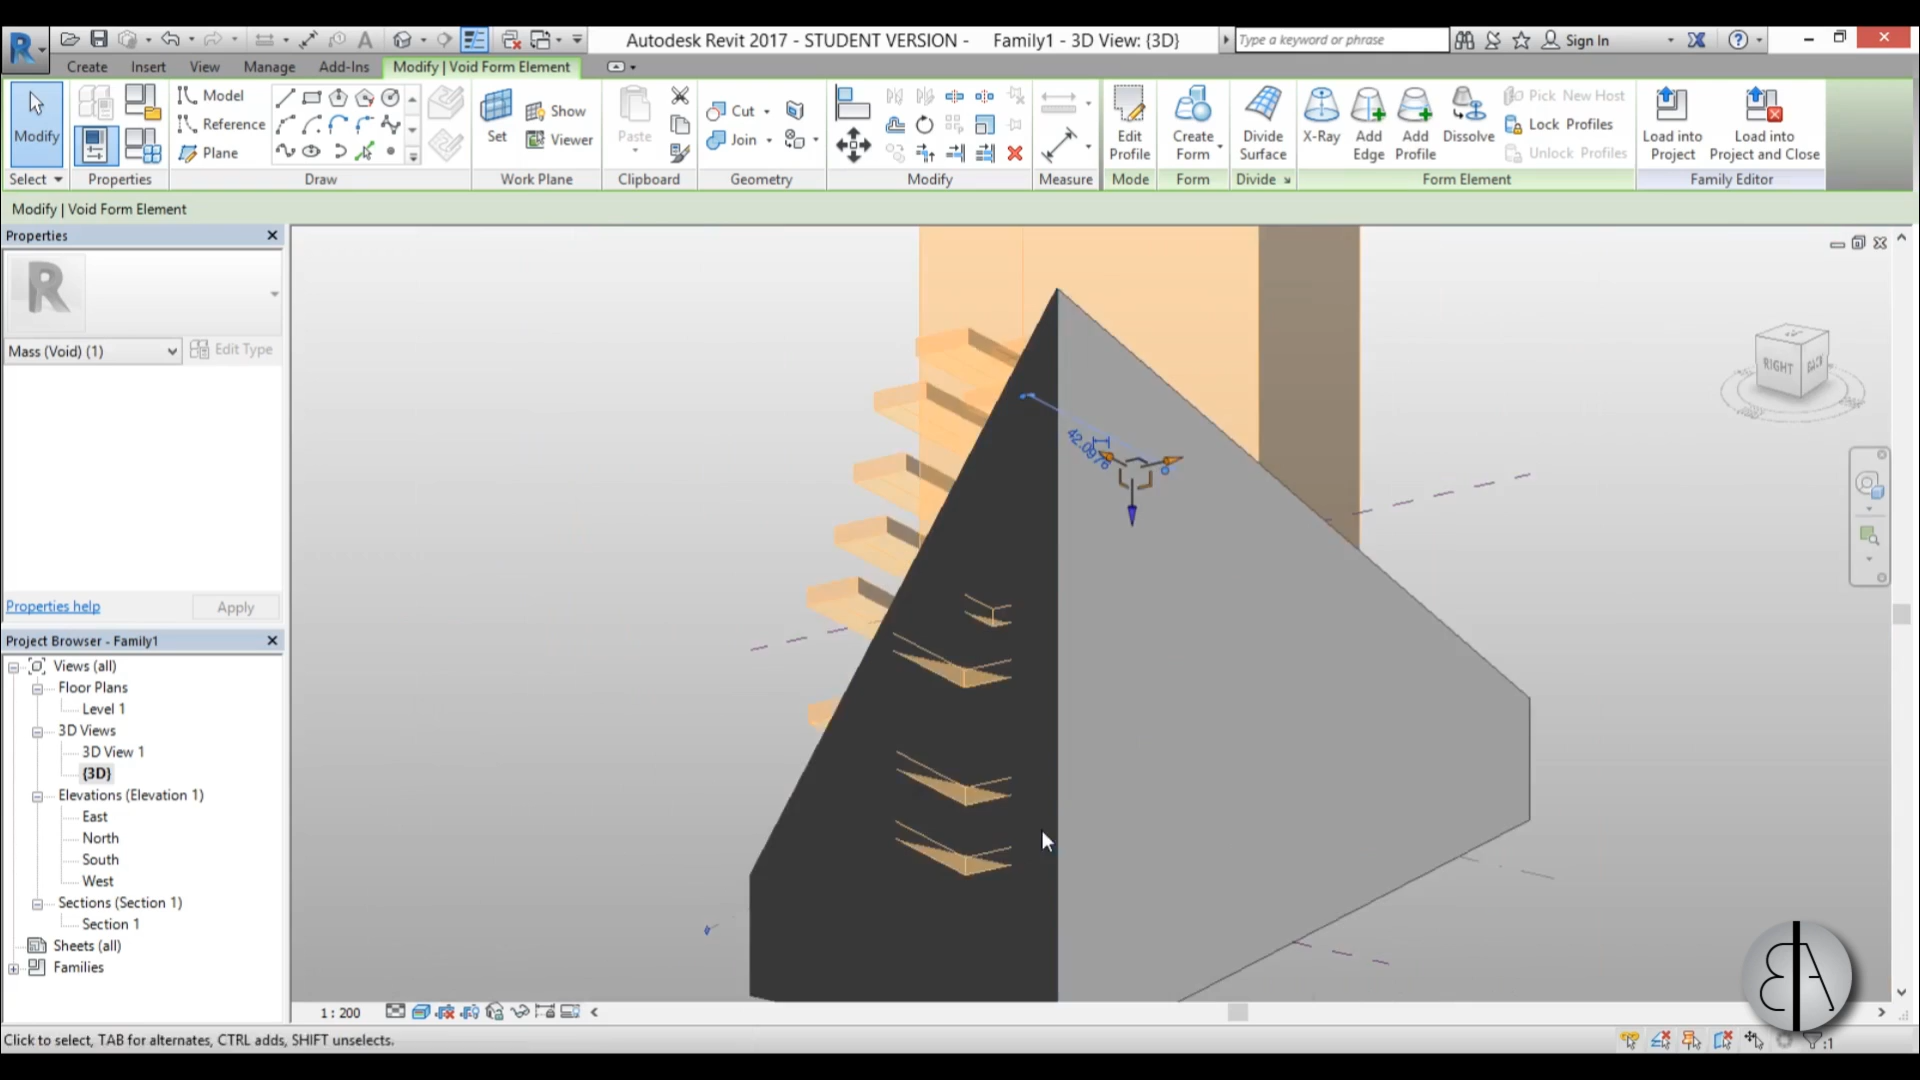 Autodesk Revit 2017 - STUDENT VERSION - Family1 - 3D View: {3D}
Type a keyword or phrase
Sign In
Create Insert View Manage Add-Ins Modify | Void Form Element
Modify
Model
Reference
Plane
Set
Show
Viewer
Paste
Cut
Join
Edit Profile
Create Form
Divide Surface
X-Ray
Add Edge
Add Profile
Dissolve
Pick New Host
Lock Profiles
Unlock Profiles
Load into Project
Load into Project and Close
Select Properties Draw Work Plane Clipboard Geometry Modify Measure Mode Form Divide Form Element Family Editor
Modify | Void Form Element
Properties
Mass (Void) (1)
Edit Type
Properties help
Apply
Project Browser - Family1
Views (all)
Floor Plans
Level 1
3D Views
3D View 1
{3D}
Elevations (Elevation 1)
East
North
South
West
Sections (Section 1)
Section 1
Sheets (all)
Families
42.0976
RIGHT
BACK
1 : 200
Click to select, TAB for alternates, CTRL adds, SHIFT unselects.
:1